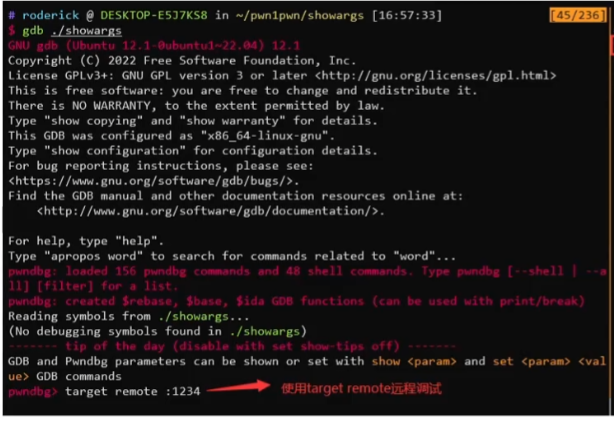 # roderick @ DESKTOP-E5J7KS8 in ~/pwn1pwn/showargs [16:57:33] [45/236]
$ gdb ./showargs
GNU gdb (Ubuntu 12.1-0ubuntu1~22.04) 12.1
Copyright (C) 2022 Free Software Foundation, Inc.
License GPLv3+: GNU GPL version 3 or later <http://gnu.org/licenses/gpl.html>
This is free software: you are free to change and redistribute it.
There is NO WARRANTY, to the extent permitted by law.
Type "show copying" and "show warranty" for details.
This GDB was configured as "x86_64-linux-gnu".
Type "show configuration" for configuration details.
For bug reporting instructions, please see:
<https://www.gnu.org/software/gdb/bugs/>.
Find the GDB manual and other documentation resources online at:
<http://www.gnu.org/software/gdb/documentation/>.
For help, type "help".
Type "apropos word" to search for commands related to "word"...
pwndbg: loaded 156 pwndbg commands and 48 shell commands. Type pwndbg [--shell | --a
ll] [filter] for a list.
pwndbg: created $rebase, $base, $ida GDB functions (can be used with print/break)
Reading symbols from ./showargs...
(No debugging symbols found in ./showargs)
------- tip of the day (disable with set show-tips off) -------
GDB and Pwndbg parameters can be shown or set with show <param> and set <param> <val
ue> GDB commands
pwndbg> target remote :1234 使用target remote远程调试